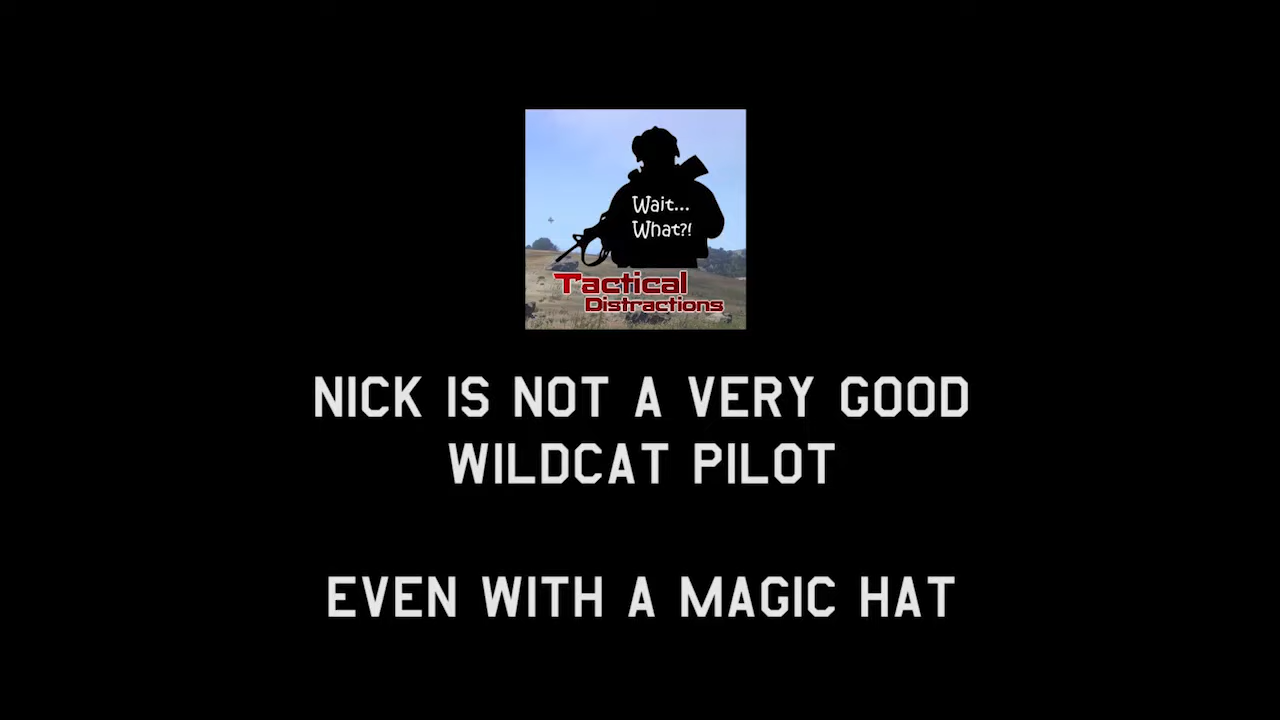 Wait...
What?!
Tactical
Distractions
NICK IS NOT A VERY GOOD
WILDCAT PILOT
EVEN WITH A MAGIC HAT